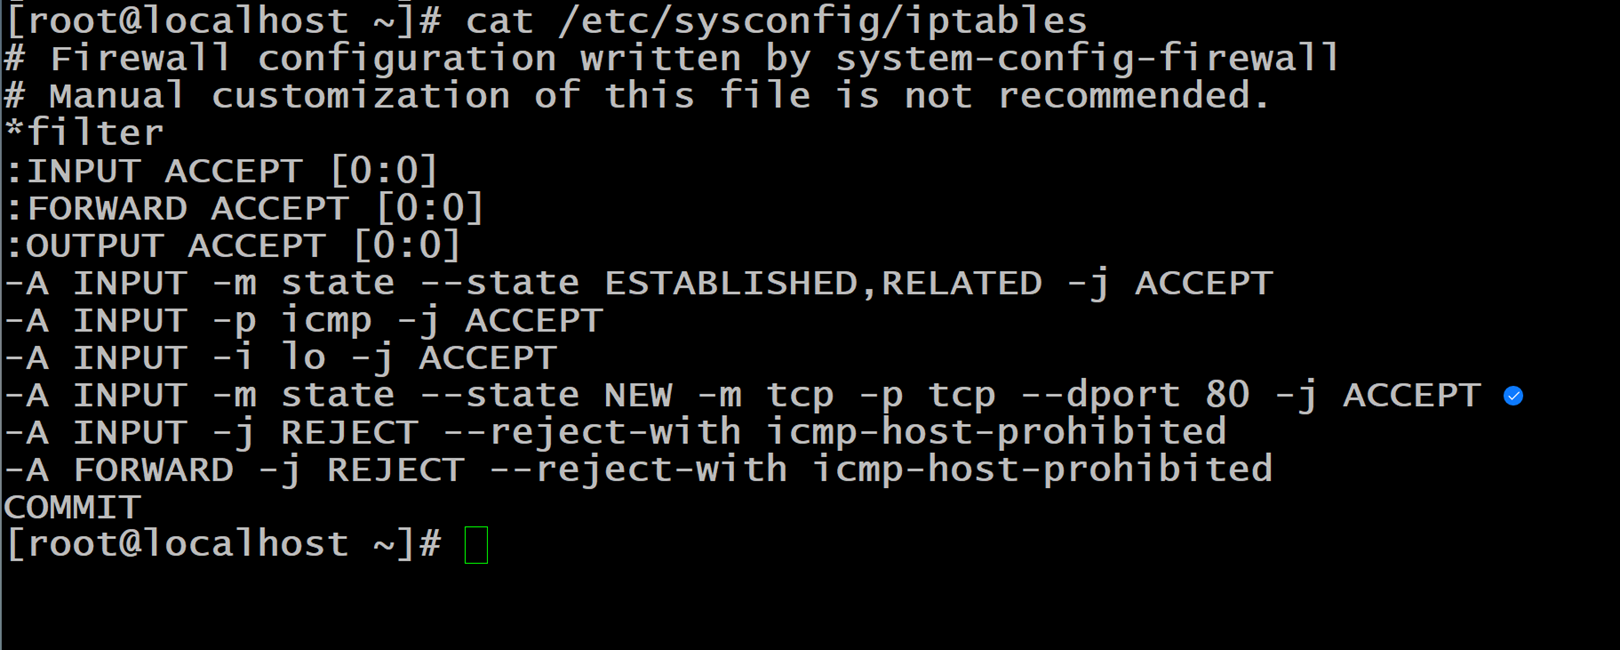 [root@localhost ~]# cat /etc/sysconfig/iptables
# Firewall configuration written by system-config-firewall
# Manual customization of this file is not recommended.
*filter
:INPUT ACCEPT [0:0]
:FORWARD ACCEPT [0:0]
:OUTPUT ACCEPT [0:0]
-A INPUT -m state --state ESTABLISHED,RELATED -j ACCEPT
-A INPUT -p icmp -j ACCEPT
-A INPUT -i lo -j ACCEPT
-A INPUT -m state --state NEW -m tcp -p tcp --dport 80 -j ACCEPT
-A INPUT -j REJECT --reject-with icmp-host-prohibited
-A FORWARD -j REJECT --reject-with icmp-host-prohibited
COMMIT
[root@localhost ~]#